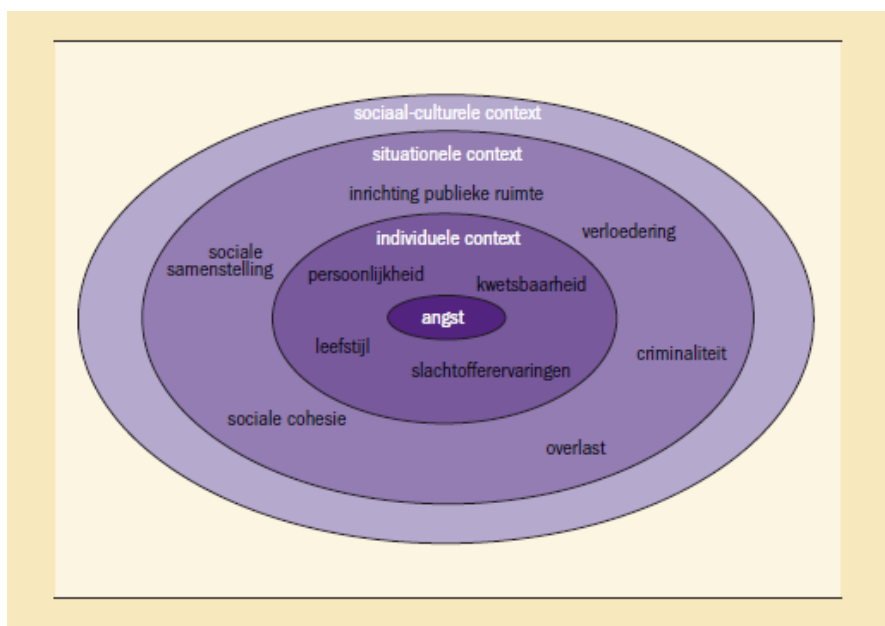 sociaal-culturele context
situationele context
inrichting publieke ruimte
verloedering
individuele context
sociale
samenstelling
persoonlijkheid
kwetsbaarheid
angst
leefstijl
criminaliteit
slachtofferervaringen
sociale cohesie
overlast